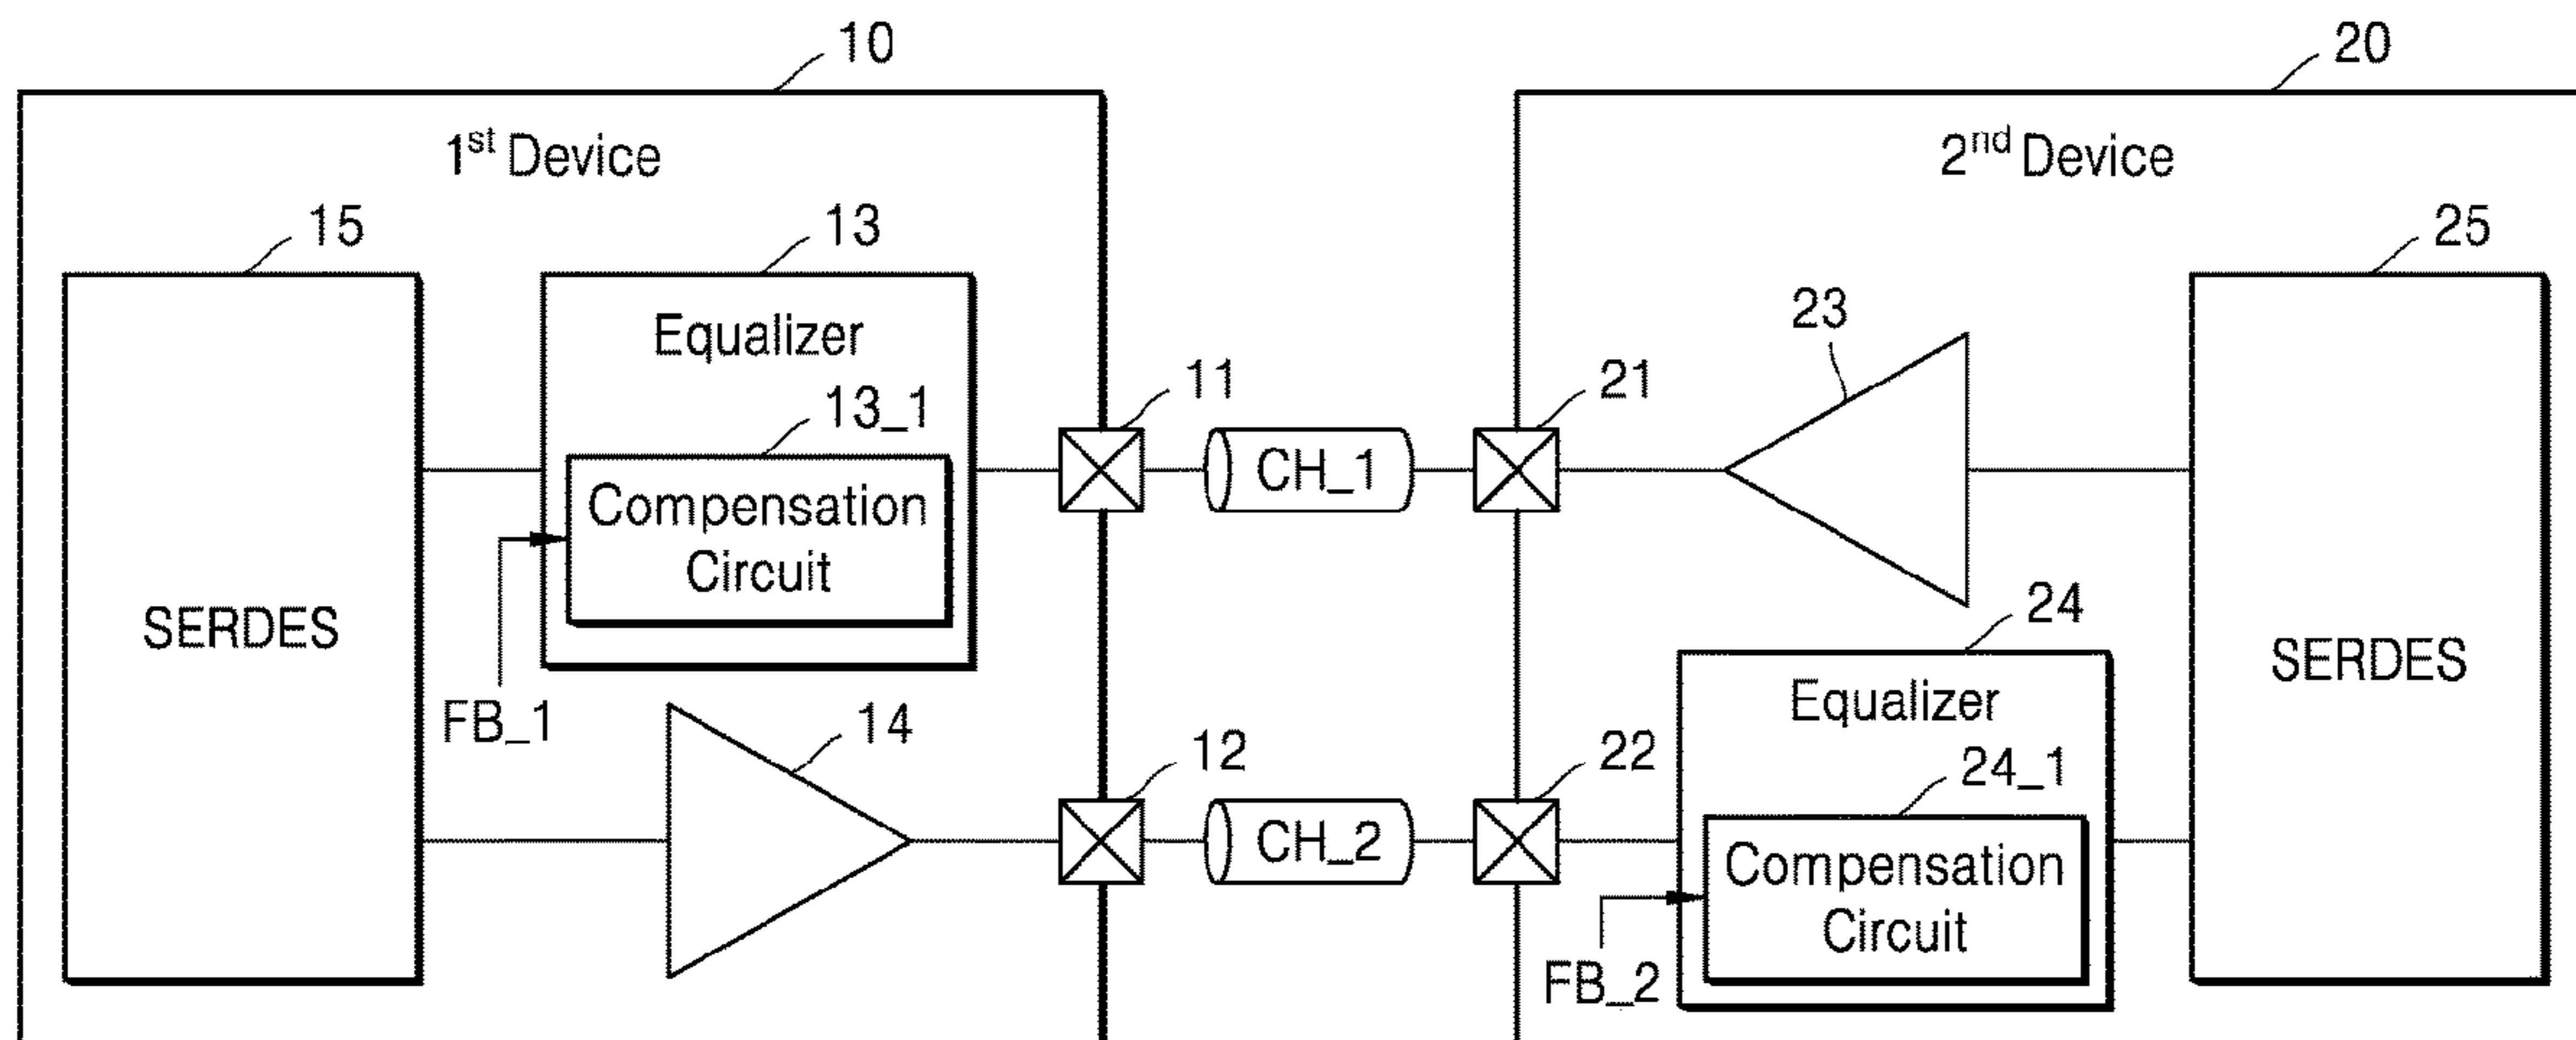 10
20
1st Device
2nd Device
15
13
25
Equalizer
23
13_1
11
21
CH_1
Compensation
Circuit
SERDES
FB_1
14
24
Equalizer
SERDES
12
22
24_1
CH_2
Compensation
Circuit
FB_2